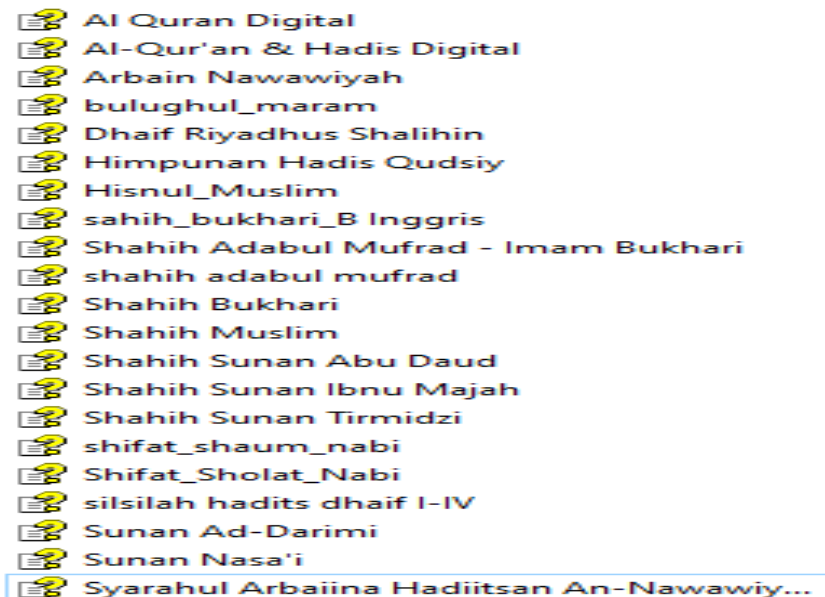 Al Quran Digital
Al-Qur'an & Hadis Digital
Arbain Nawawiyah
bulughul_maram
Dhaif Riyadhus Shalihin
Himpunan Hadis Qudsiy
Hisnul_Muslim
sahih_bukhari_B Inggris
Shahih Adabul Mufrad - Imam Bukhari
shahih adabul mufrad
Shahih Bukhari
Shahih Muslim
Shahih Sunan Abu Daud
Shahih Sunan Ibnu Majah
Shahih Sunan Tirmidzi
shifat_shaum_nabi
Shifat_Sholat_Nabi
silsilah hadits dhaif I-IV
Sunan Ad-Darimi
Sunan Nasa'i
Syarahul Arbaiina Hadiitsan An-Nawawiy...